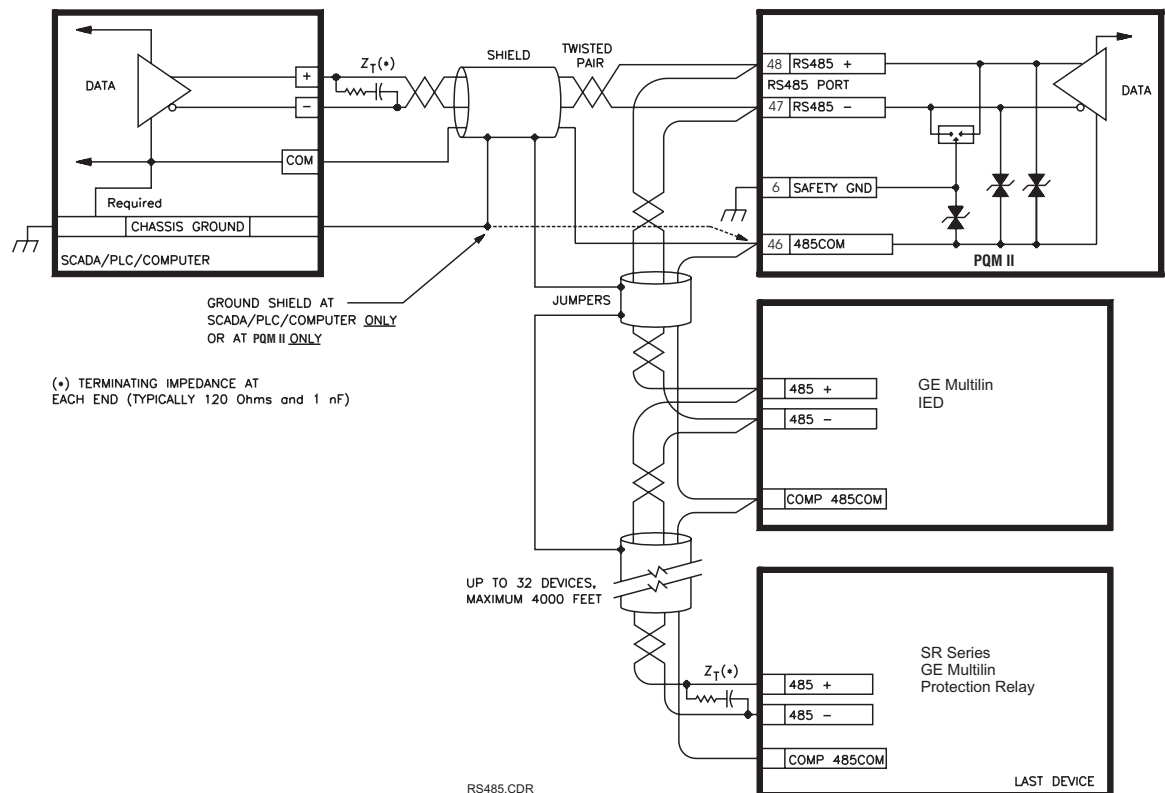 DATA
+
−
COM
Required
CHASSIS GROUND
SCADA/PLC/COMPUTER
Z_T(*)
SHIELD
TWISTED
PAIR
48 RS485 +
RS485 PORT
47 RS485 −
6 SAFETY GND
46 485COM
DATA
PQM II
GROUND SHIELD AT
SCADA/PLC/COMPUTER ONLY
OR AT PQM II ONLY
(*) TERMINATING IMPEDANCE AT
EACH END (TYPICALLY 120 Ohms and 1 nF)
JUMPERS
485 +
485 −
COMP 485COM
GE Multilin
IED
UP TO 32 DEVICES,
MAXIMUM 4000 FEET
Z_T(*)
485 +
485 −
COMP 485COM
SR Series
GE Multilin
Protection Relay
LAST DEVICE
RS485.CDR